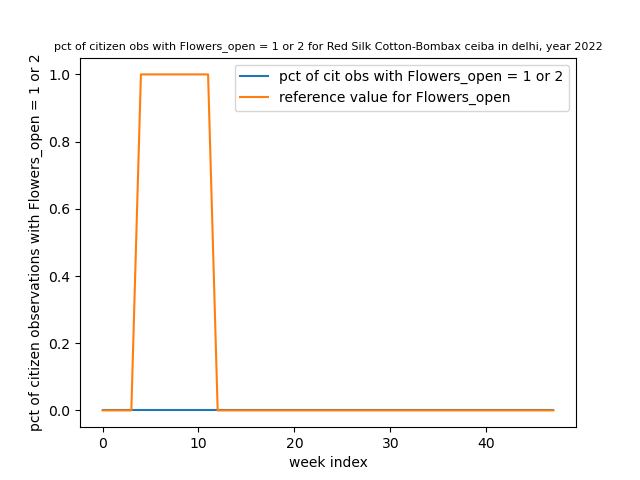 pct of citizen obs with Flowers_open = 1 or 2 for Red Silk Cotton-Bombax ceiba in delhi, year 2022
pct of citizen observations with Flowers_open = 1 or 2
1.0
0.8
0.6
0.4
0.2
0.0
pct of cit obs with Flowers_open = 1 or 2
reference value for Flowers_open
0
10
20
30
40
week index